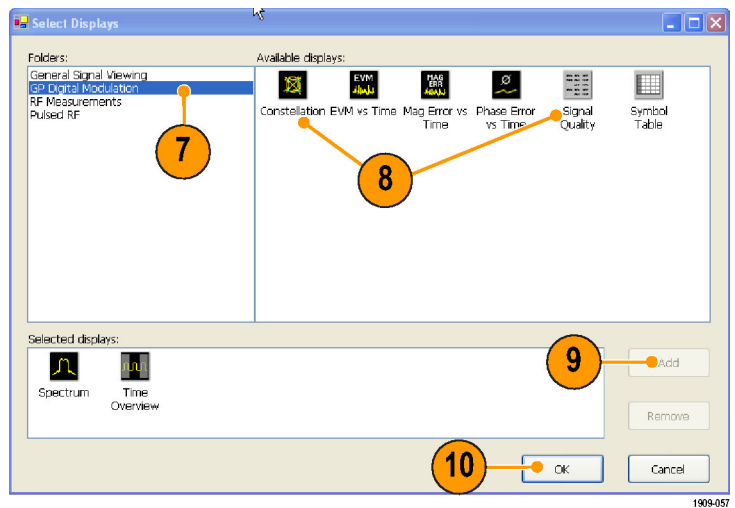 Select Displays
Folders:
General Signal Viewing
GP Digital Modulation
RF Measurements
Pulsed RF
7
Available displays:
EVM
MAG
ERR
Constellation
EVM vs Time
Mag Error vs
Time
Phase Error
vs Time
Signal
Quality
Symbol
Table
8
Selected displays:
Spectrum
Time
Overview
9
Add
Remove
10
OK
Cancel
1909-057